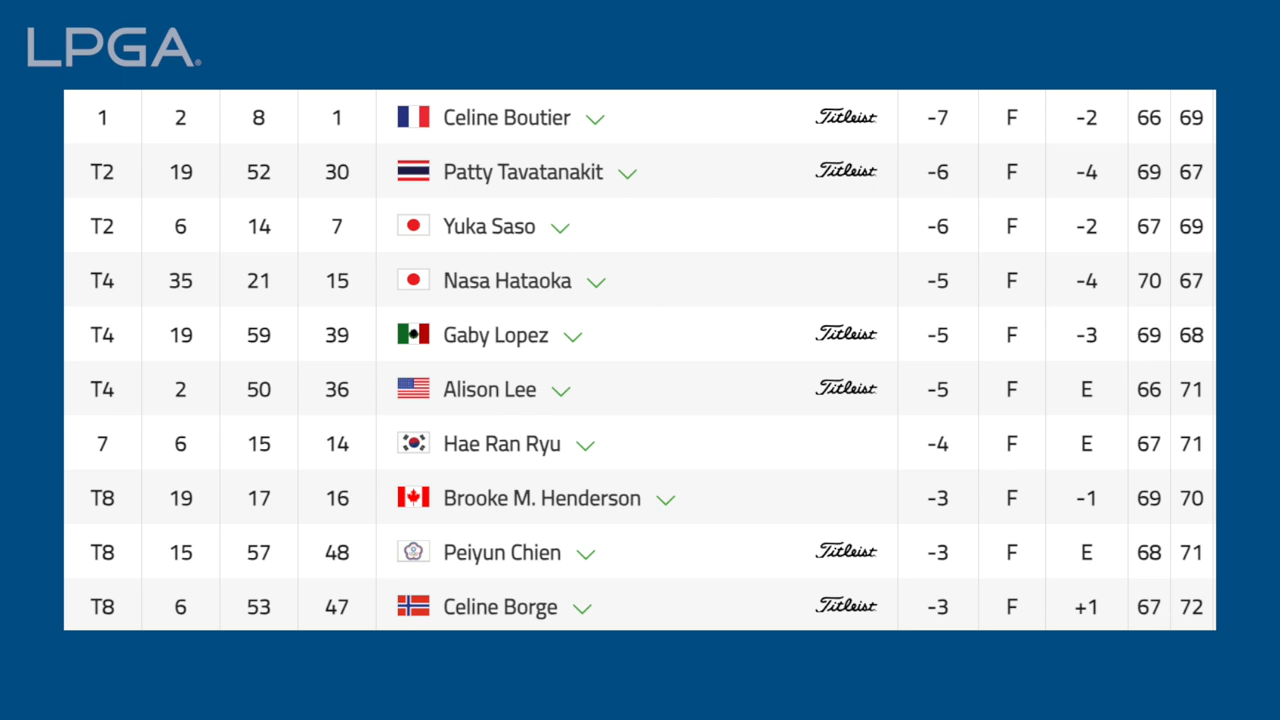 LPGA
1 2 8 1 Celine Boutier Titleist -7 F -2 66 69
T2 19 52 30 Patty Tavatanakit Titleist -6 F -4 69 67
T2 6 14 7 Yuka Saso -6 F -2 67 69
T4 35 21 15 Nasa Hataoka -5 F -4 70 67
T4 19 59 39 Gaby Lopez Titleist -5 F -3 69 68
T4 2 50 36 Alison Lee Titleist -5 F E 66 71
7 6 15 14 Hae Ran Ryu -4 F E 67 71
T8 19 17 16 Brooke M. Henderson -3 F -1 69 70
T8 15 57 48 Peiyun Chien Titleist -3 F E 68 71
T8 6 53 47 Celine Borge Titleist -3 F +1 67 72